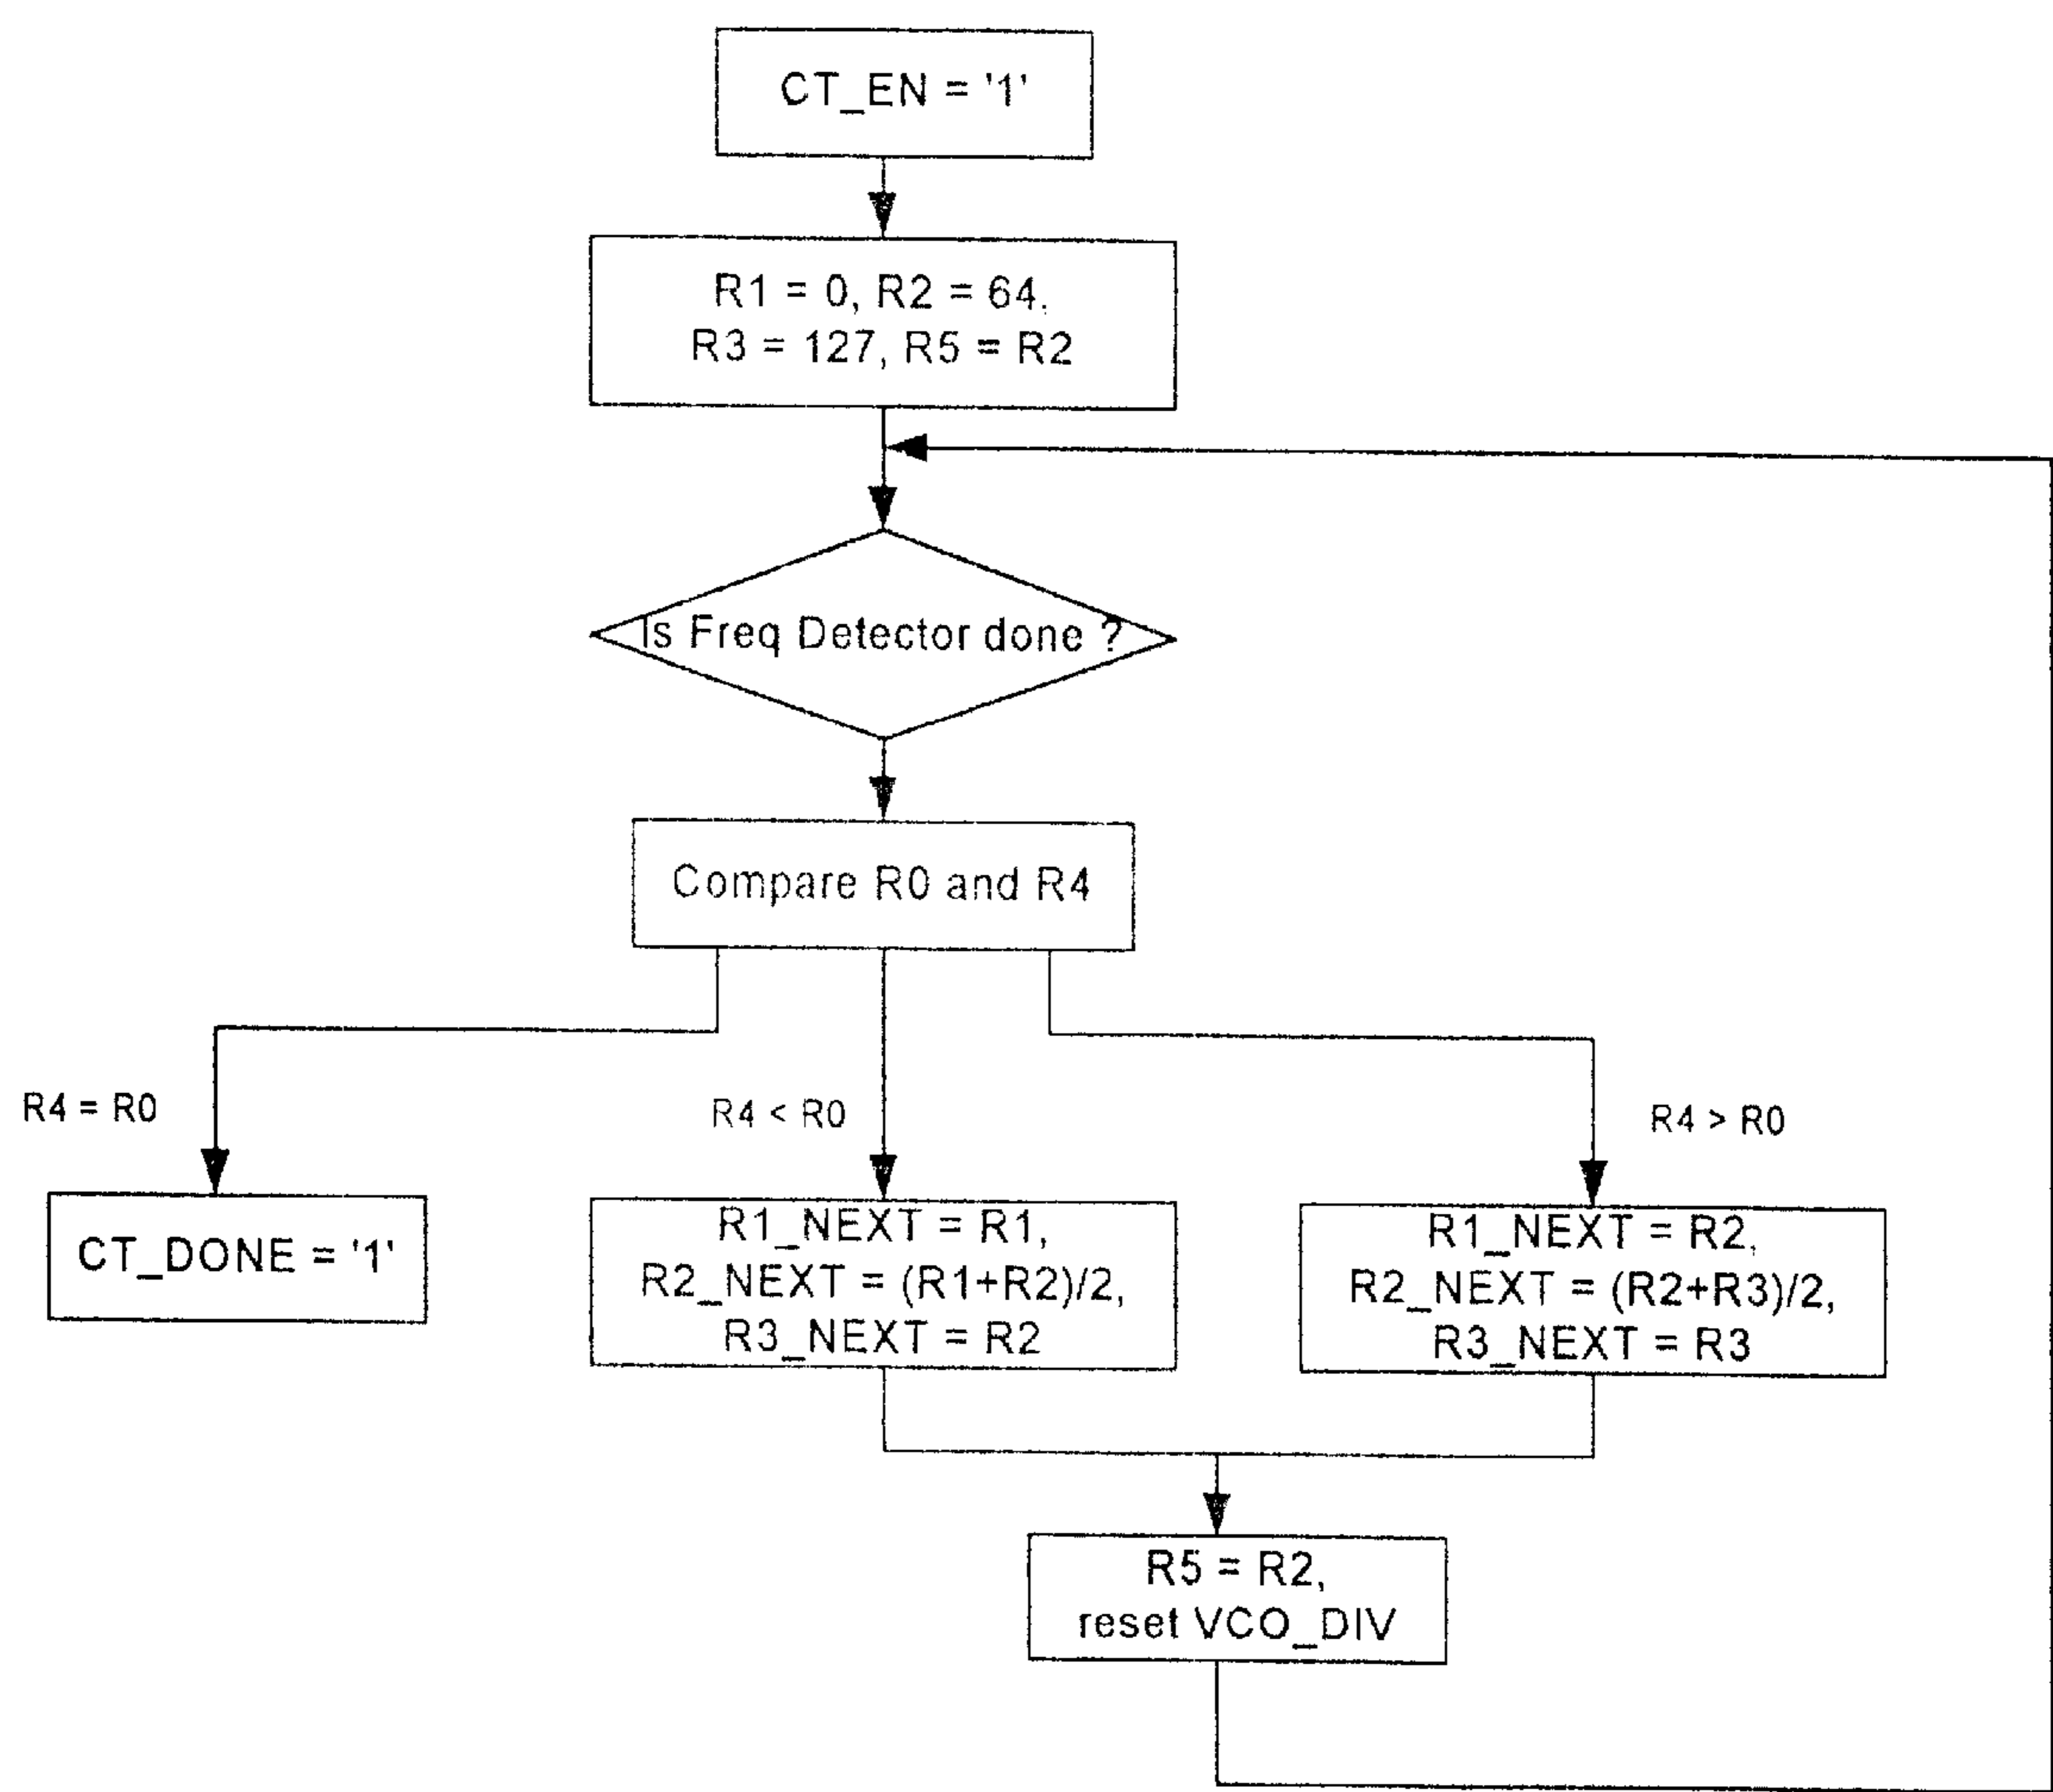 CT_EN = '1'
R1 = 0, R2 = 64,
R3 = 127, R5 = R2
Is Freq Detector done ?
Compare R0 and R4
R4 = R0
R4 < R0
R4 > R0
CT_DONE = '1'
R1_NEXT = R1,
R2_NEXT = (R1+R2)/2,
R3_NEXT = R2
R1_NEXT = R2,
R2_NEXT = (R2+R3)/2,
R3_NEXT = R3
R5 = R2,
reset VCO_DIV